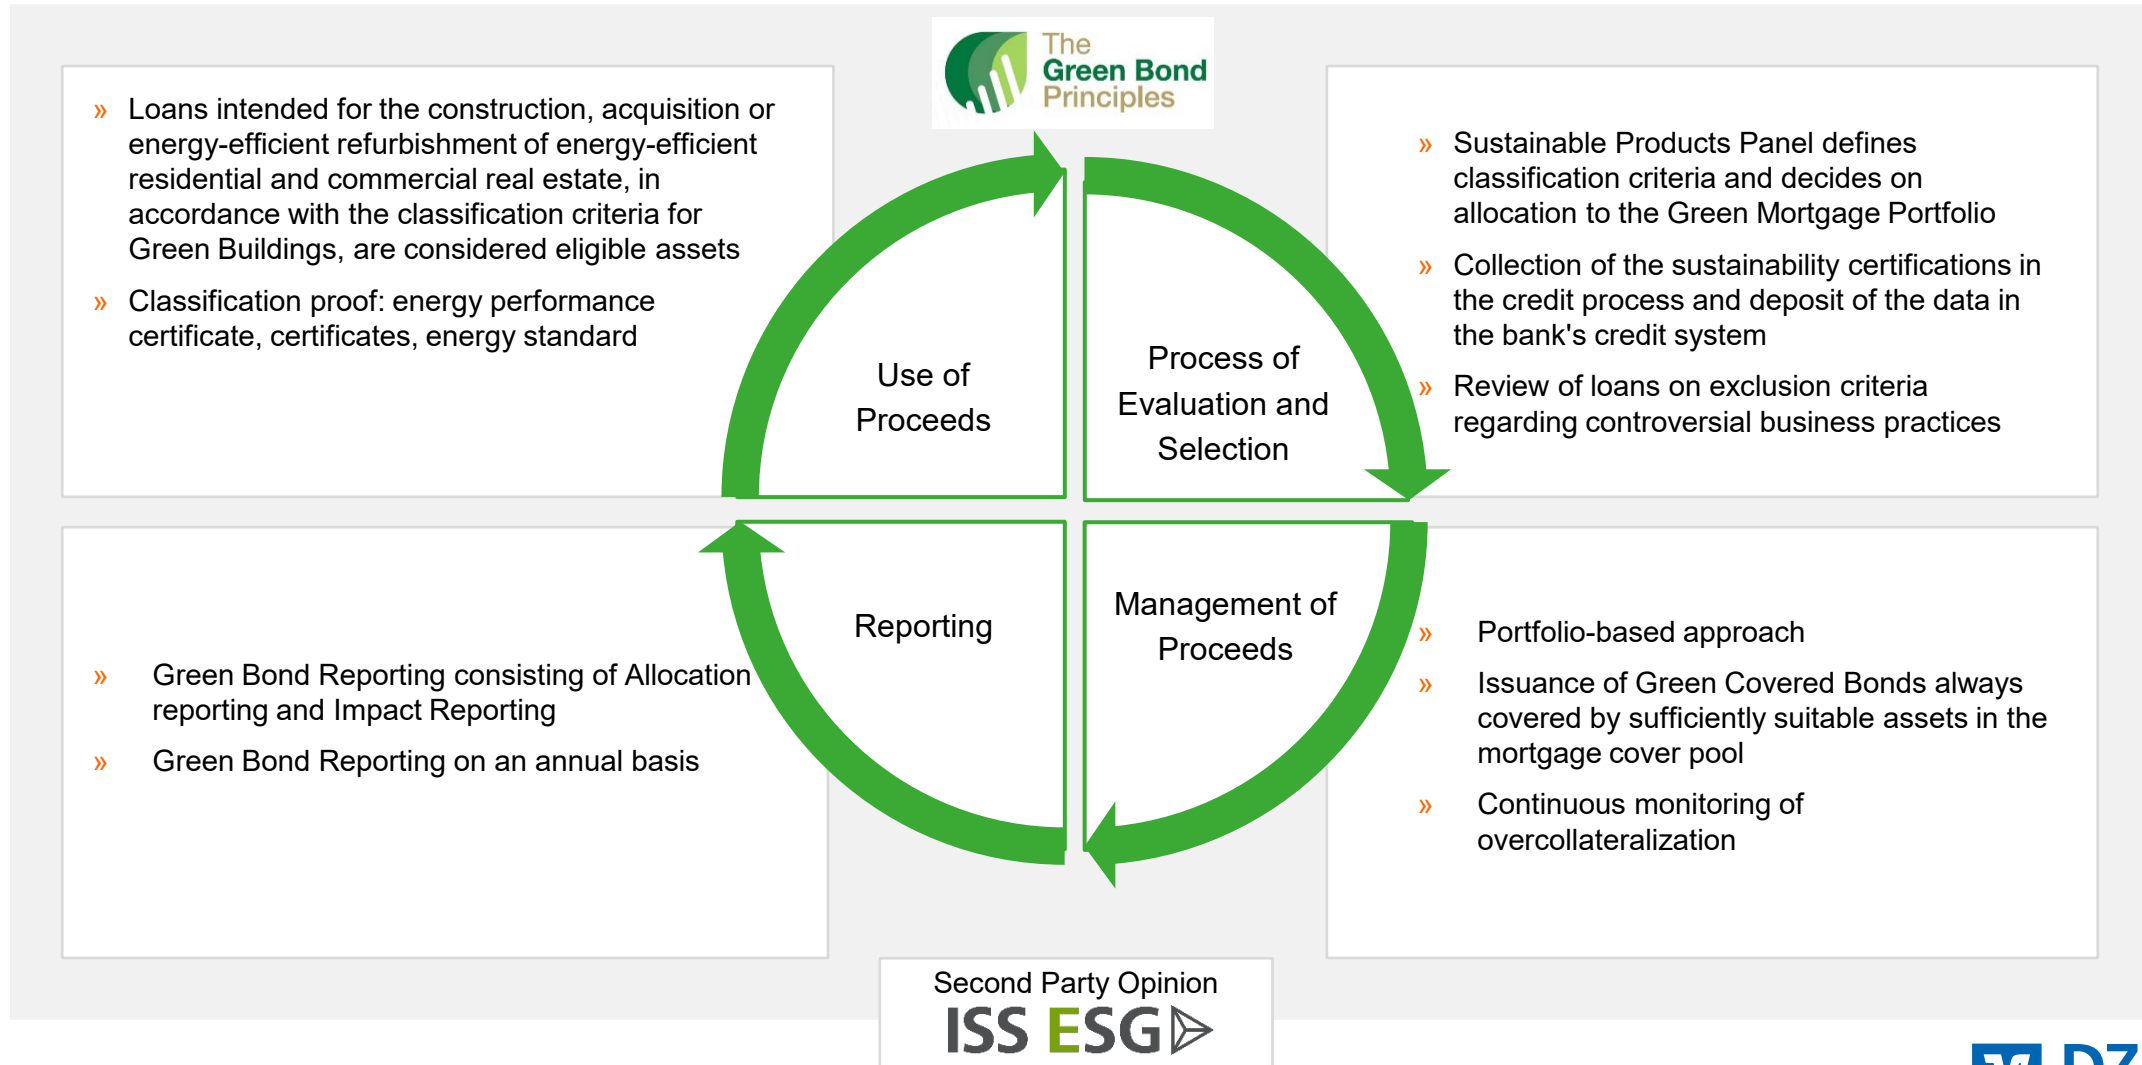 The
Green Bond
Principles
» Loans intended for the construction, acquisition or
energy-efficient refurbishment of energy-efficient
residential and commercial real estate, in
accordance with the classification criteria for
Green Buildings, are considered eligible assets
» Classification proof: energy performance
certificate, certificates, energy standard
» Sustainable Products Panel defines
classification criteria and decides on
allocation to the Green Mortgage Portfolio
» Collection of the sustainability certifications in
the credit process and deposit of the data in
the bank's credit system
» Review of loans on exclusion criteria
regarding controversial business practices
Use of
Proceeds
Process of
Evaluation and
Selection
Reporting
Management of
Proceeds
» Green Bond Reporting consisting of Allocation
reporting and Impact Reporting
» Green Bond Reporting on an annual basis
» Portfolio-based approach
» Issuance of Green Covered Bonds always
covered by sufficiently suitable assets in the
mortgage cover pool
» Continuous monitoring of
overcollateralization
Second Party Opinion
ISS ESG